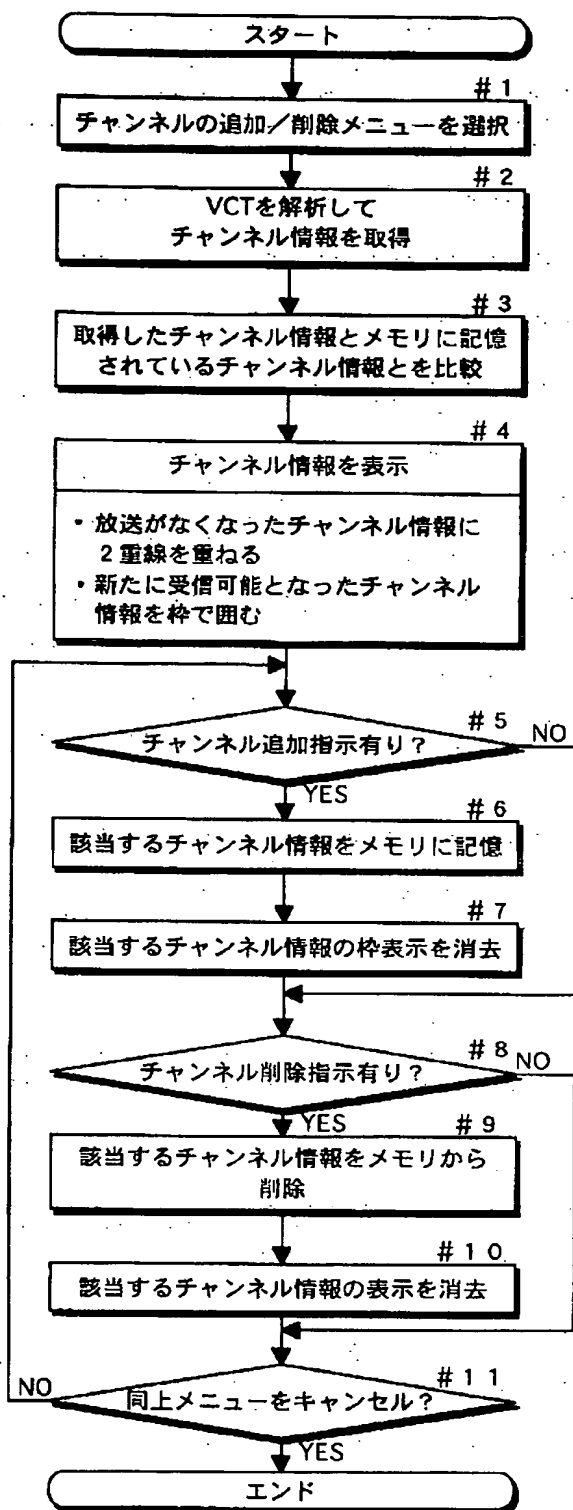 スタート
#1
チャンネルの追加/削除メニューを選択
#2
VCTを解析して
チャンネル情報を取得
#3
取得したチャンネル情報とメモリに記憶
されているチャンネル情報とを比較
#4
チャンネル情報を表示
・放送がなくなったチャンネル情報に
2重線を重ねる
・新たに受信可能となったチャンネル
情報を枠で囲む
#5
チャンネル追加指示有り?
NO
YES
#6
該当するチャンネル情報をメモリに記憶
#7
該当するチャンネル情報の枠表示を消去
#8
チャンネル削除指示有り?
NO
YES
#9
該当するチャンネル情報をメモリから
削除
#10
該当するチャンネル情報の表示を消去
#11
NO
同上メニューをキャンセル?
YES
エンド